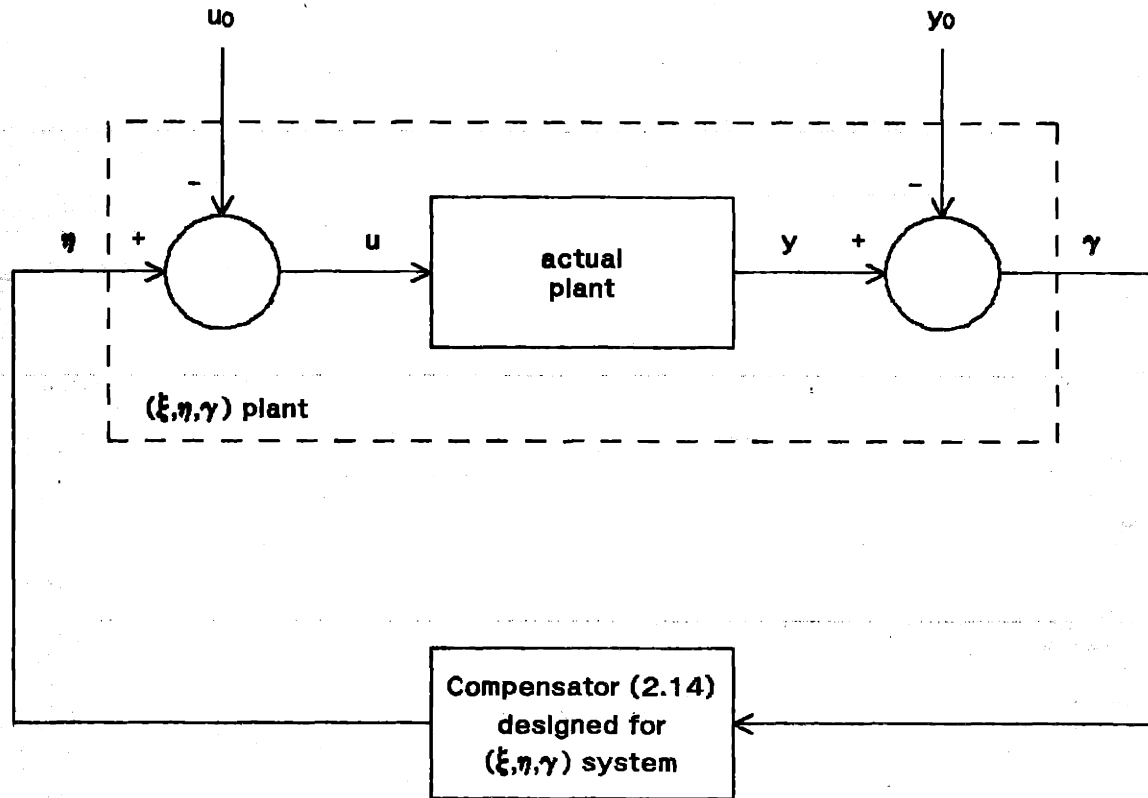 u0
y0
-
-
η
+
u
actual
plant
y
+
γ
(ξ,η,γ) plant
Compensator (2.14)
designed for
(ξ,η,γ) system